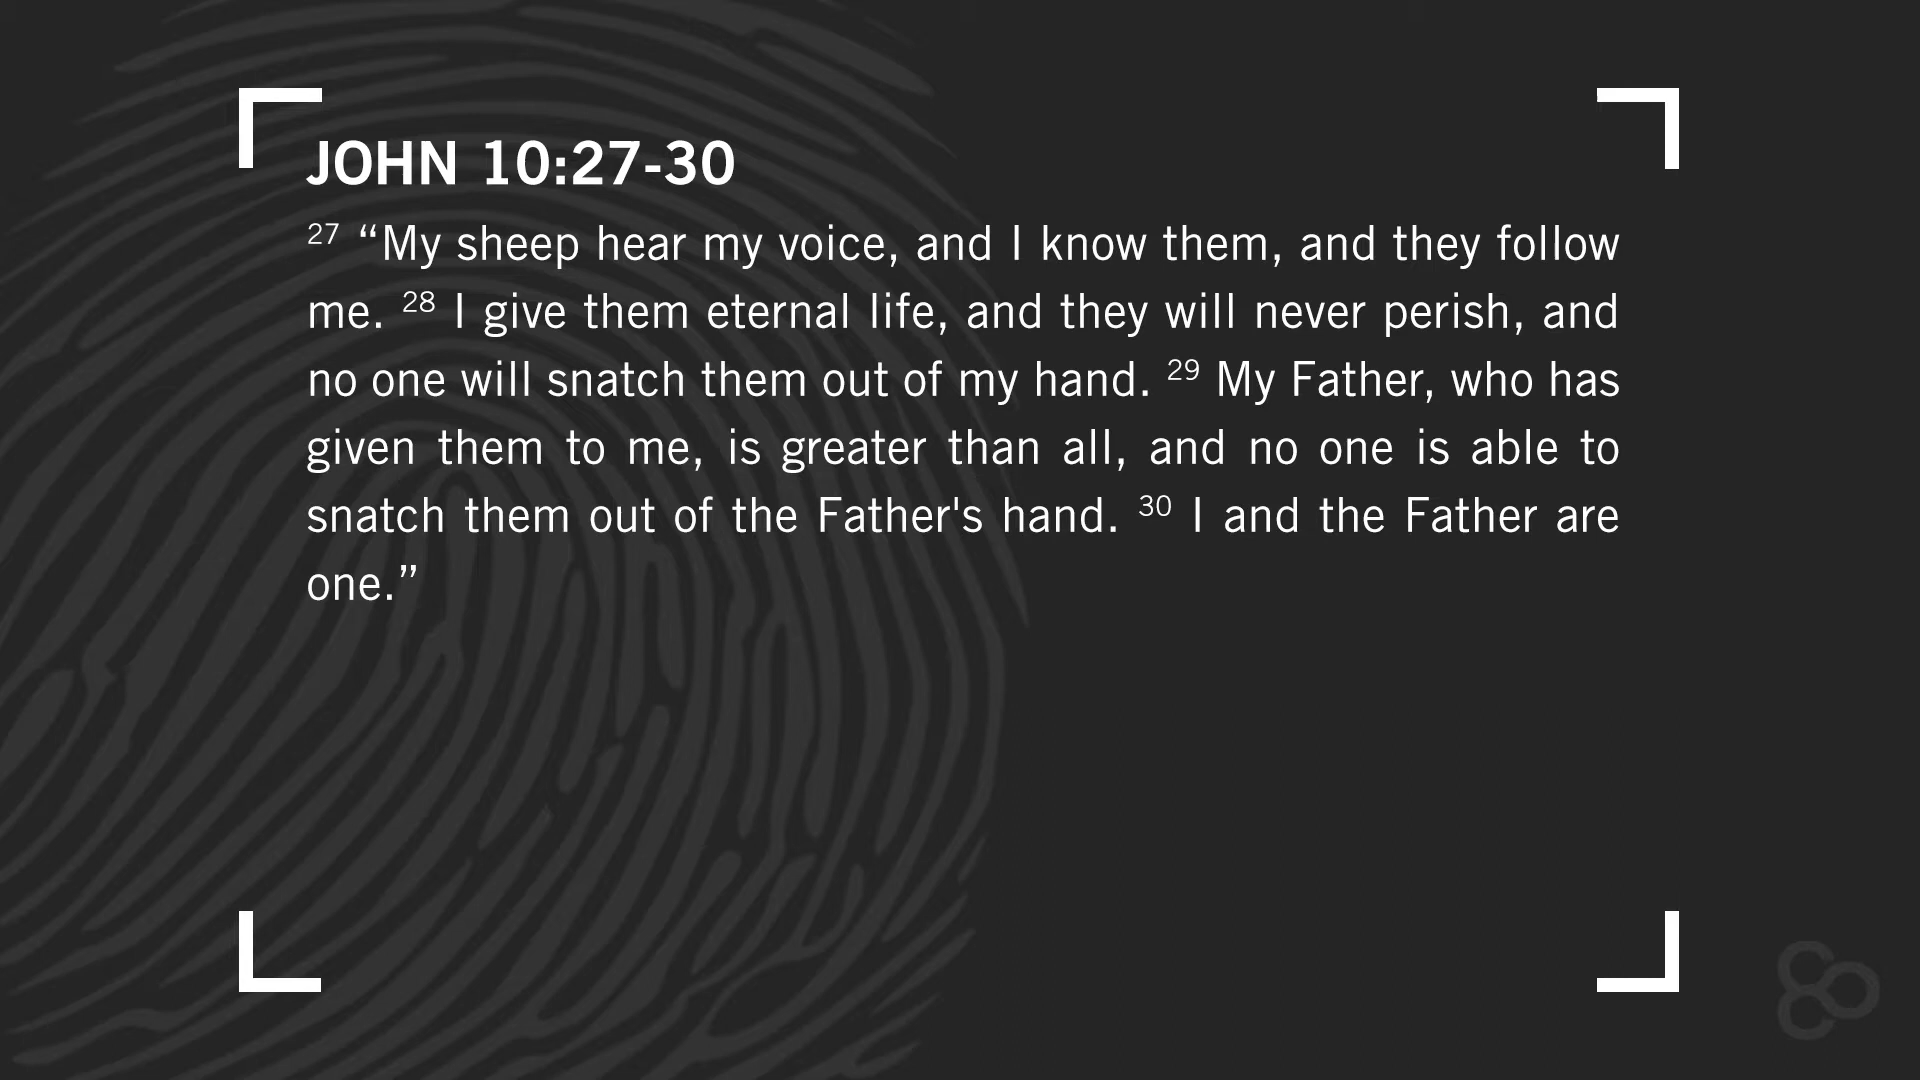 JOHN 10:27-30
27 “My sheep hear my voice, and I know them, and they follow
me. 28 I give them eternal life, and they will never perish, and
no one will snatch them out of my hand. 29 My Father, who has
given them to me, is greater than all, and no one is able to
snatch them out of the Father's hand. 30 I and the Father are
one.”